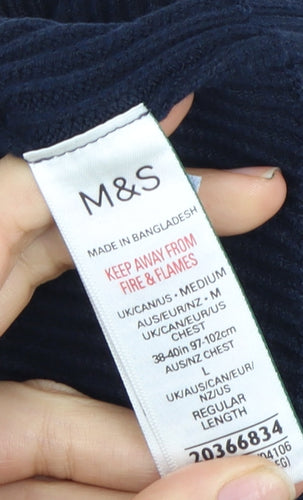 M&S
MADE IN BANGLADESH
KEEP AWAY FROM
FIRE & FLAMES
UK/CAN/US • MEDIUM
AUS/EUR/NZ • M
UK/CAN/EUR/US
CHEST
38-40in 97-102cm
AUS/NZ CHEST
L
UK/AUS/CAN/EUR/
NZ/US
REGULAR
LENGTH
20366834